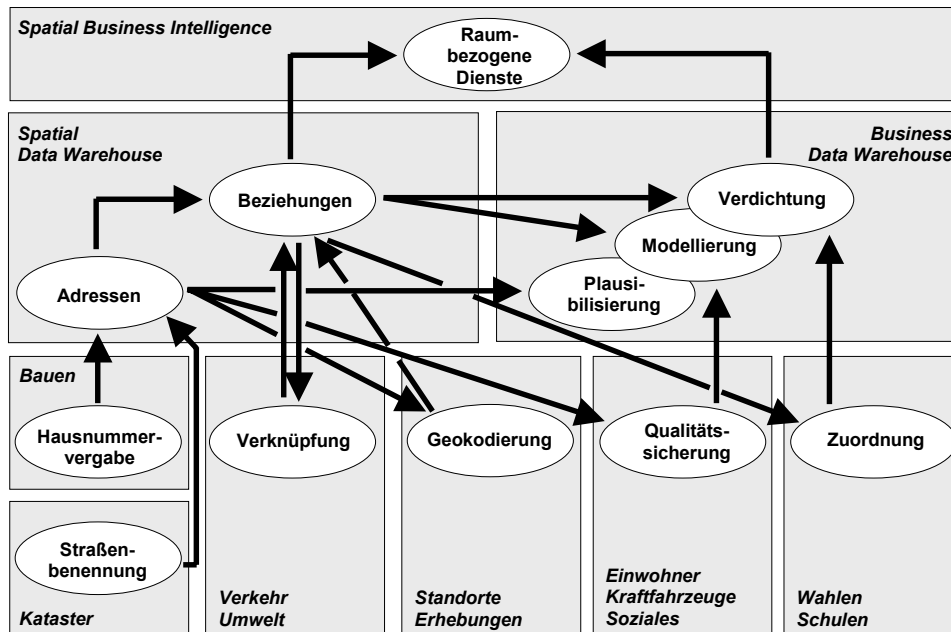 Spatial Business Intelligence
Raum-
bezogene
Dienste
Spatial
Data Warehouse
Business
Data Warehouse
Beziehungen
Verdichtung
Modellierung
Plausi-
bilisierung
Adressen
Bauen
Hausnummer-
vergabe
Verknüpfung
Geokodierung
Qualitäts-
sicherung
Zuordnung
Straßen-
benennung
Kataster
Verkehr
Umwelt
Standorte
Erhebungen
Einwohner
Kraftfahrzeuge
Soziales
Wahlen
Schulen